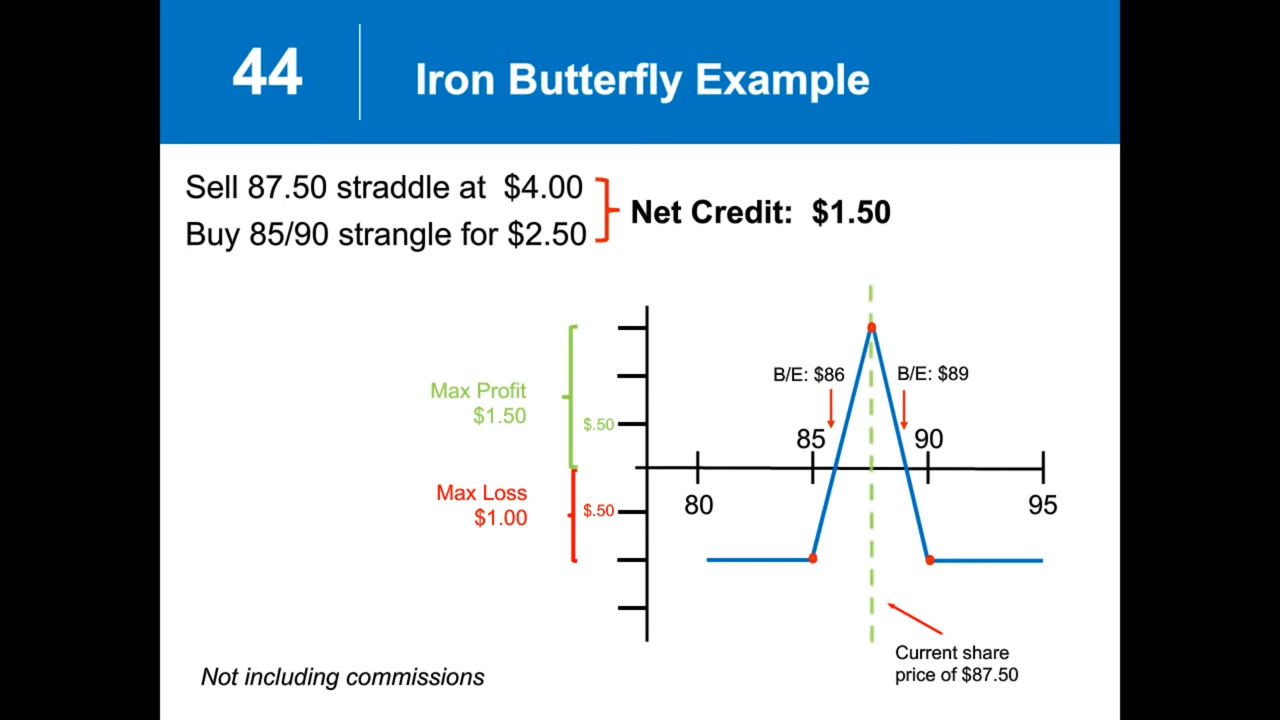 44
Iron Butterfly Example
Sell 87.50 straddle at $4.00
Buy 85/90 strangle for $2.50
Net Credit: $1.50
Max Profit
$1.50
$.50
Max Loss
$1.00
$.50
B/E: $86
B/E: $89
85
90
80
95
Current share
price of $87.50
Not including commissions